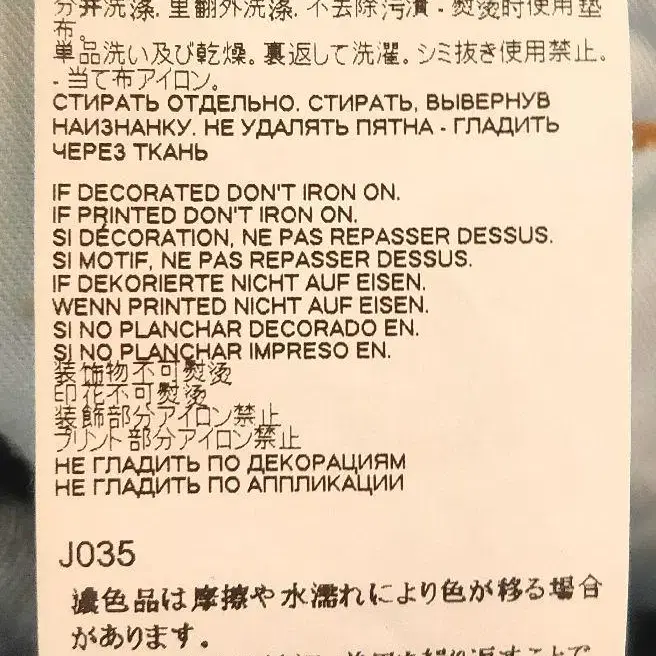 分开洗涤. 里翻外洗涤. 不去除污渍 - 熨烫时使用垫
布。
単品洗い及び乾燥。裏返して洗濯。シミ抜き使用禁止。
- 当て布アイロン。
СТИРАТЬ ОТДЕЛЬНО. СТИРАТЬ, ВЫВЕРНУВ
НАИЗНАНКУ. НЕ УДАЛЯТЬ ПЯТНА - ГЛАДИТЬ
ЧЕРЕЗ ТКАНЬ
IF DECORATED DON'T IRON ON.
IF PRINTED DON'T IRON ON.
SI DÉCORATION, NE PAS REPASSER DESSUS.
SI MOTIF, NE PAS REPASSER DESSUS.
IF DEKORIERTE NICHT AUF EISEN.
WENN PRINTED NICHT AUF EISEN.
SI NO PLANCHAR DECORADO EN.
SI NO PLANCHAR IMPRESO EN.
装饰物不可熨烫
印花不可熨烫
装飾部分アイロン禁止
プリント部分アイロン禁止
НЕ ГЛАДИТЬ ПО ДЕКОРАЦИЯМ
НЕ ГЛАДИТЬ ПО АППЛИКАЦИИ
J035
濃色品は摩擦や水濡れにより色が移る場合
があります。